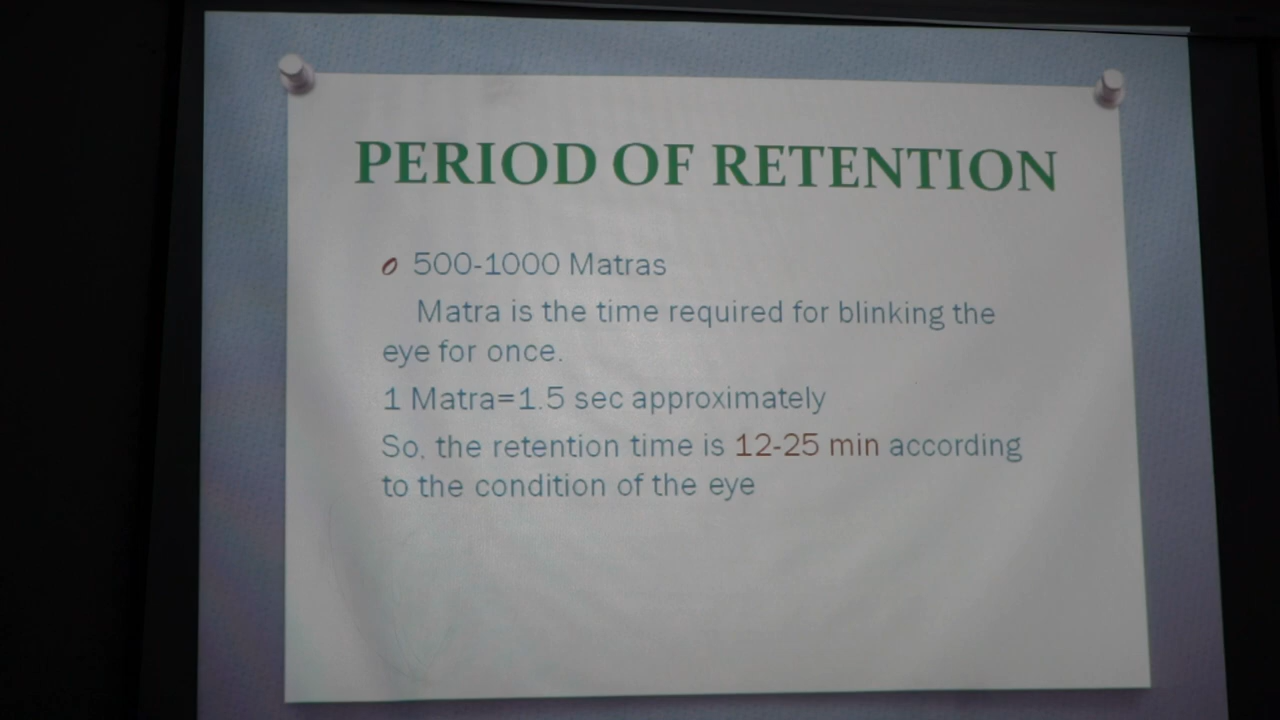 PERIOD OF RETENTION
500-1000 Matras
Matra is the time required for blinking the
eye for once.
1 Matra=1.5 sec approximately
So, the retention time is 12-25 min according
to the condition of the eye